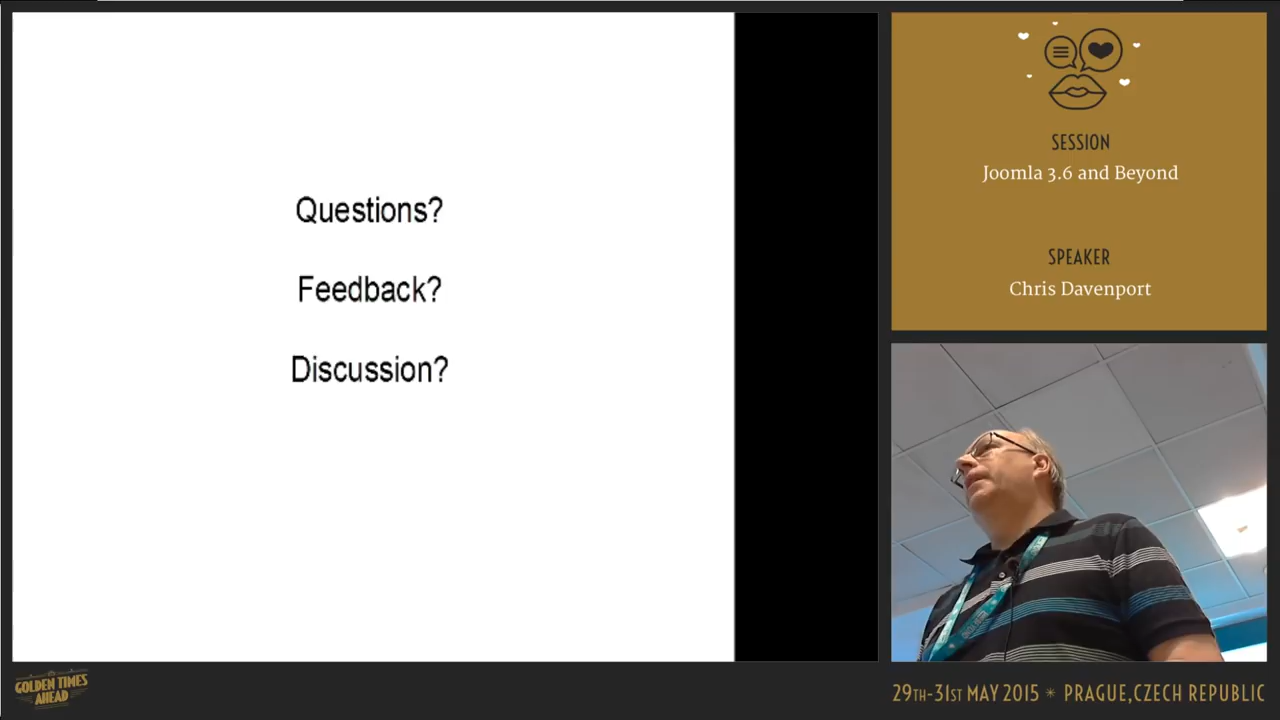 Questions?
Feedback?
Discussion?
SESSION
Joomla 3.6 and Beyond
SPEAKER
Chris Davenport
GOLDEN TIMES
AHEAD
29TH-31ST MAY 2015 * PRAGUE, CZECH REPUBLIC